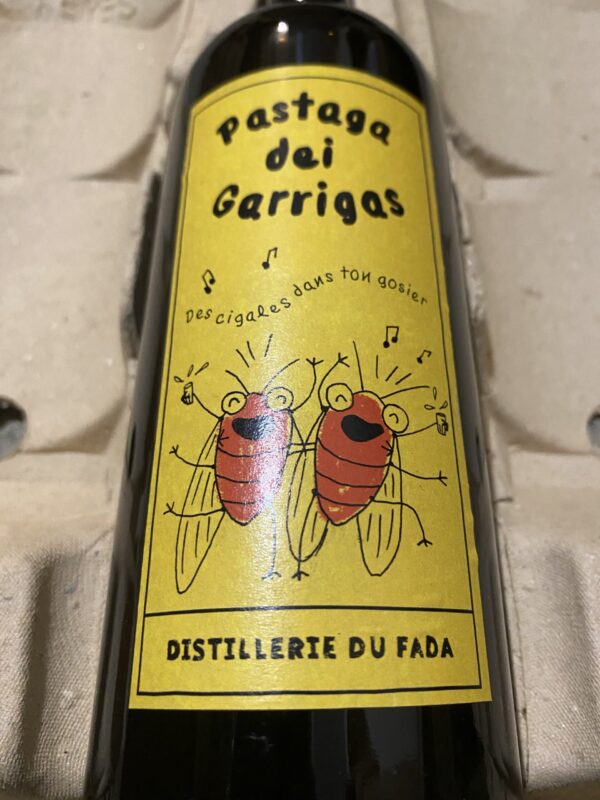 Pastaga
dei
Garrigas
Des cigales dans ton gosier
DISTILLERIE DU FADA